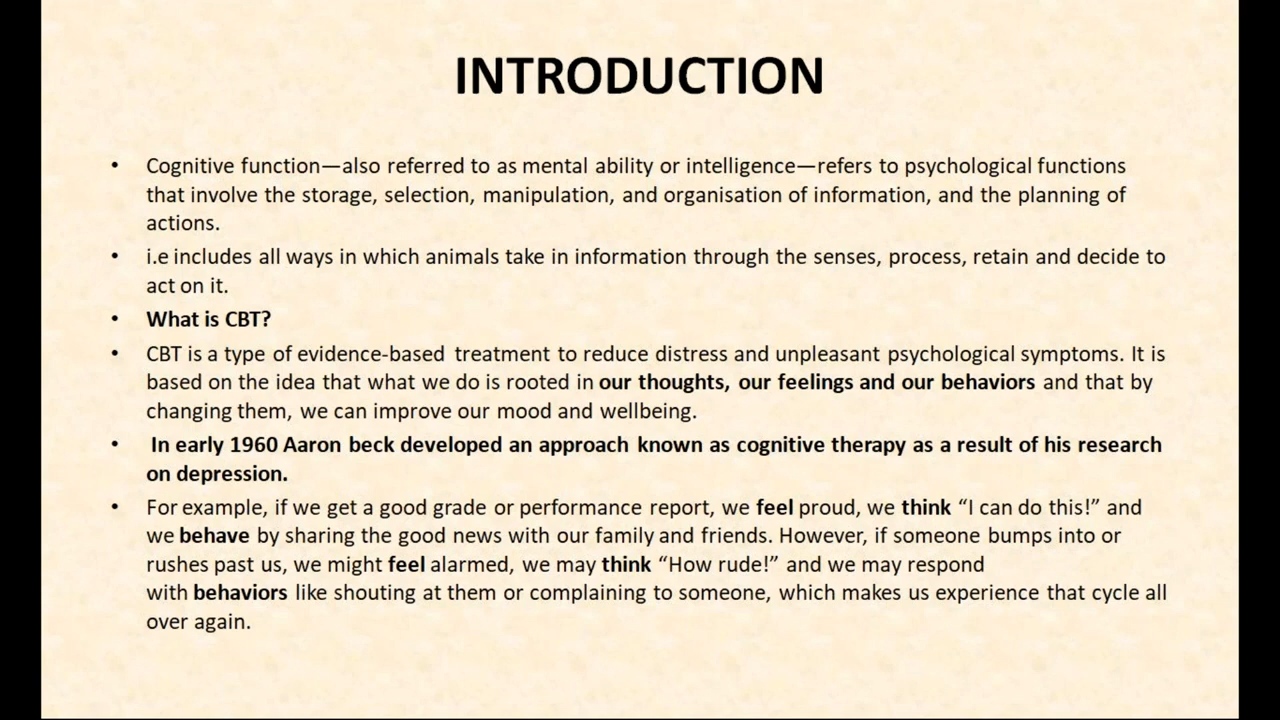 INTRODUCTION
• Cognitive function—also referred to as mental ability or intelligence—refers to psychological functions
that involve the storage, selection, manipulation, and organisation of information, and the planning of
actions.
• i.e includes all ways in which animals take in information through the senses, process, retain and decide to
act on it.
• What is CBT?
• CBT is a type of evidence-based treatment to reduce distress and unpleasant psychological symptoms. It is
based on the idea that what we do is rooted in our thoughts, our feelings and our behaviors and that by
changing them, we can improve our mood and wellbeing.
• In early 1960 Aaron beck developed an approach known as cognitive therapy as a result of his research
on depression.
• For example, if we get a good grade or performance report, we feel proud, we think “I can do this!” and
we behave by sharing the good news with our family and friends. However, if someone bumps into or
rushes past us, we might feel alarmed, we may think “How rude!” and we may respond
with behaviors like shouting at them or complaining to someone, which makes us experience that cycle all
over again.